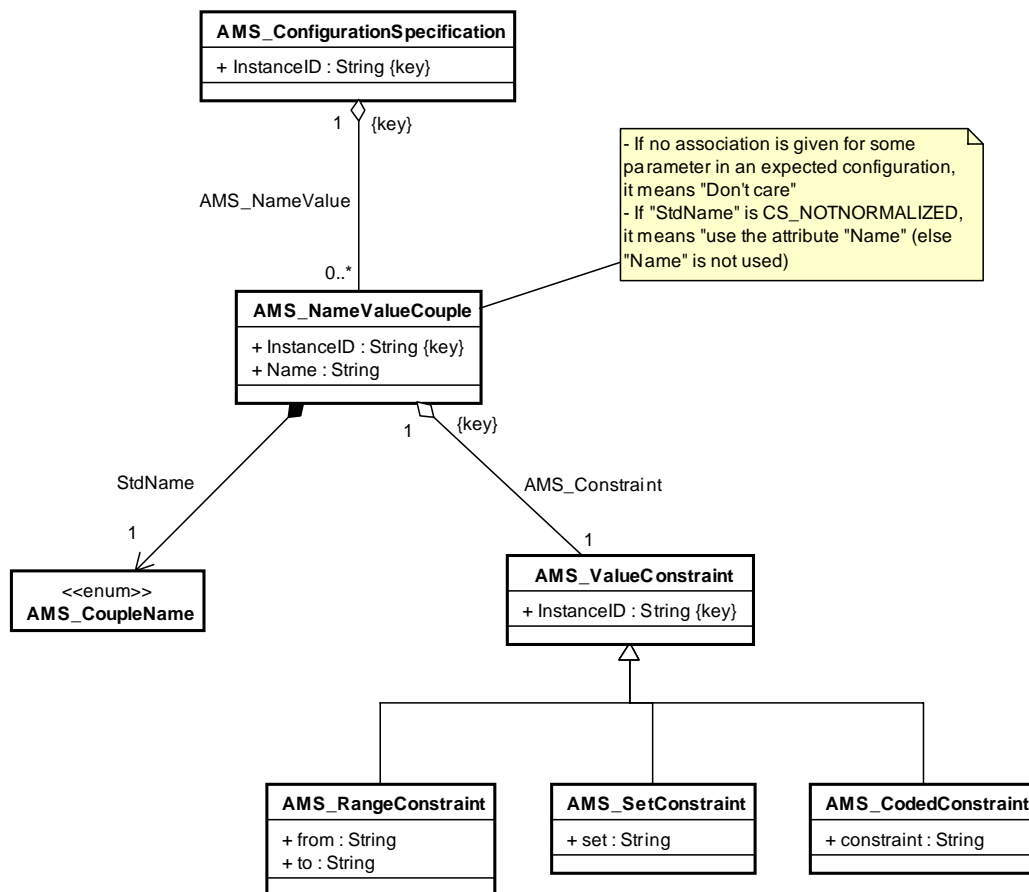 AMS_ConfigurationSpecification
+ InstanceID : String {key}
1 {key}
- If no association is given for some
parameter in an expected configuration,
it means "Don't care"
- If "StdName" is CS_NOTNORMALIZED,
it means "use the attribute "Name" (else
"Name" is not used)
AMS_NameValue
0..*
AMS_NameValueCouple
+ InstanceID : String {key}
+ Name : String
1 {key}
StdName
AMS_Constraint
1
1
<<enum>>
AMS_CoupleName
AMS_ValueConstraint
+ InstanceID : String {key}
AMS_RangeConstraint
+ from : String
+ to : String
AMS_SetConstraint
+ set : String
AMS_CodedConstraint
+ constraint : String